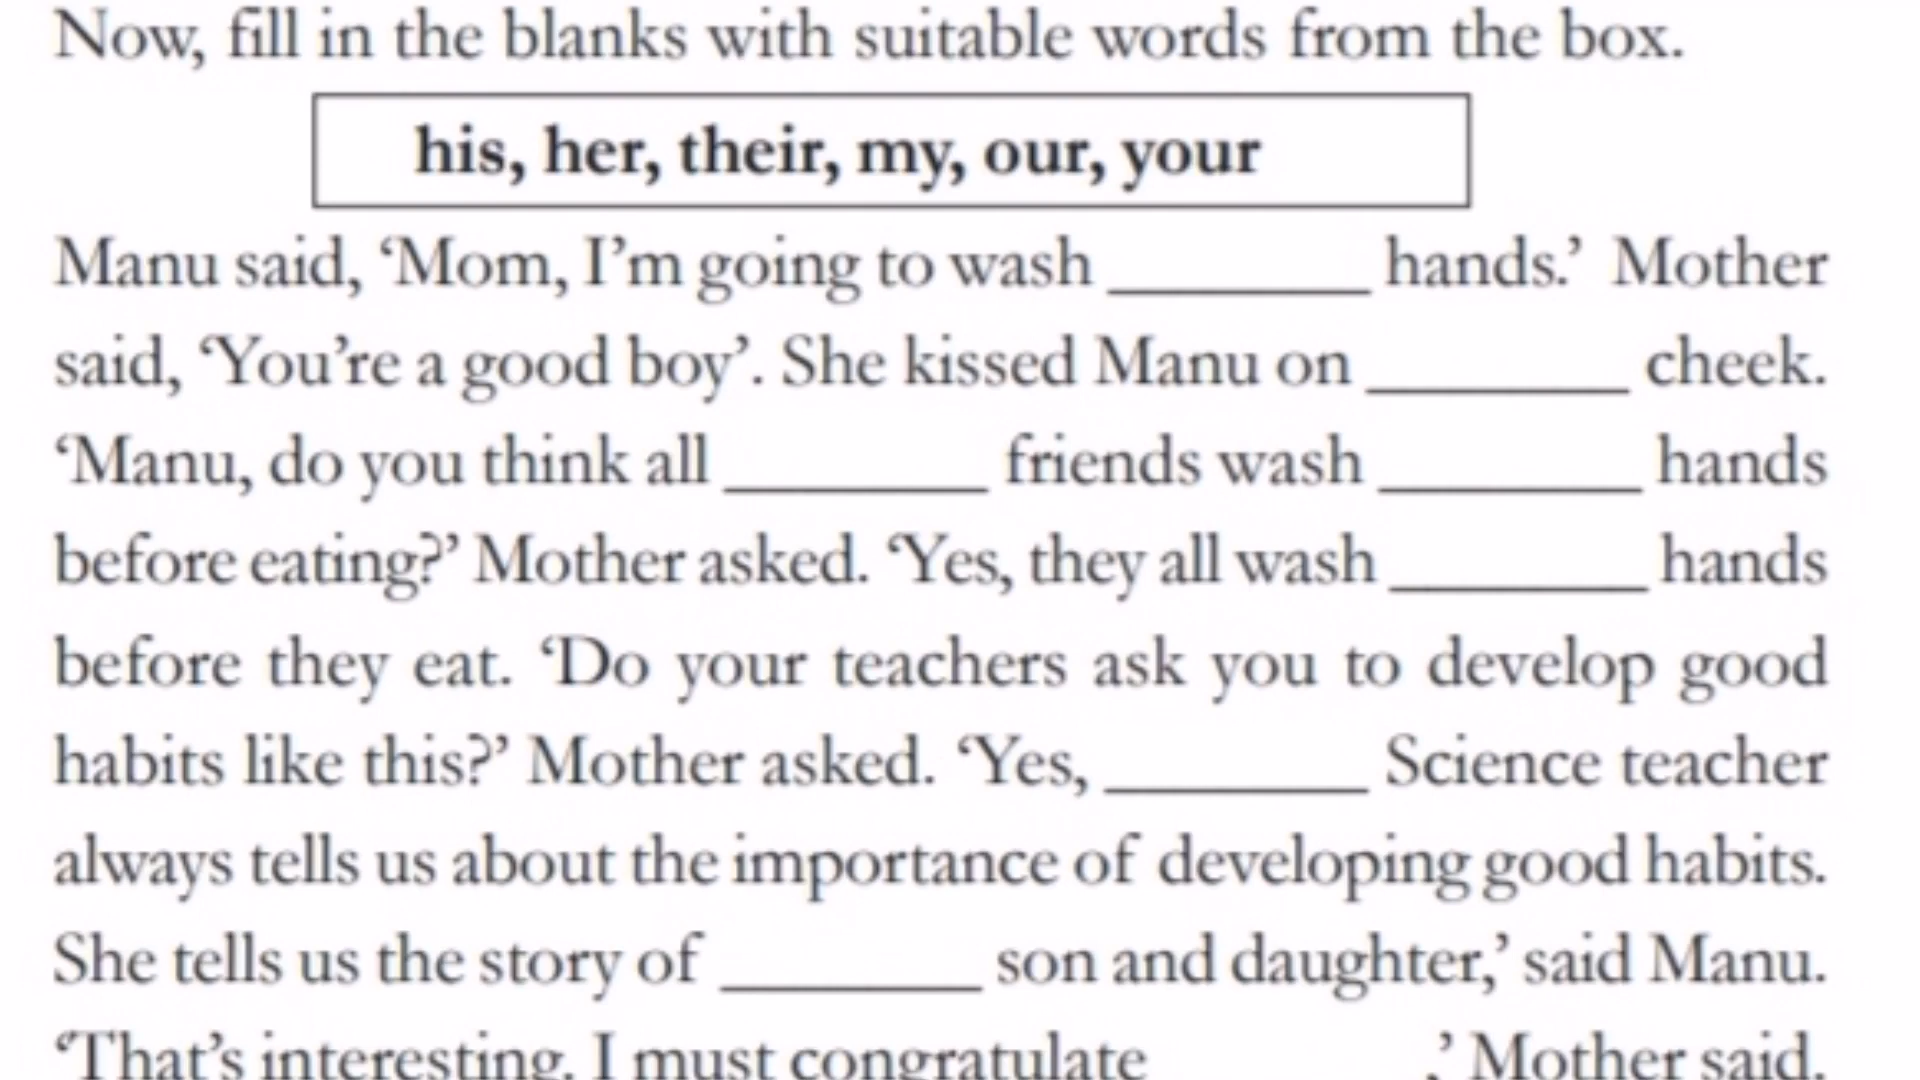 Now, fill in the blanks with suitable words from the box.
his, her, their, my, our, your
Manu said, ‘Mom, I’m going to wash ________ hands.’ Mother
said, ‘You’re a good boy’. She kissed Manu on ________ cheek.
‘Manu, do you think all ________ friends wash ________ hands
before eating?’ Mother asked. ‘Yes, they all wash ________ hands
before they eat. ‘Do your teachers ask you to develop good
habits like this?’ Mother asked. ‘Yes, ________ Science teacher
always tells us about the importance of developing good habits.
She tells us the story of ________ son and daughter,’ said Manu.
‘That’s interesting. I must congratulate ________.’ Mother said.